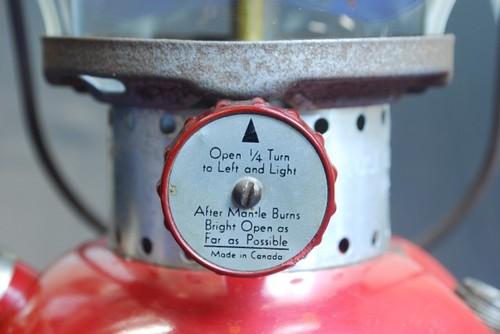 Open 1/4 Turn
to Left and Light
After Mantle Burns
Bright Open as
Far as Possible
Made in Canada